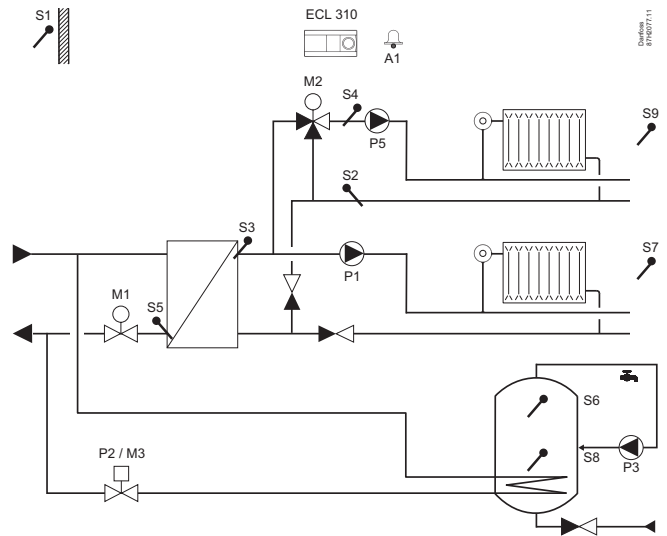 S1
ECL 310
A1
Danfoss
87H2077.11
M2
S4
P5
S9
S2
S3
P1
S7
M1
S5
S6
S8
P3
P2 / M3